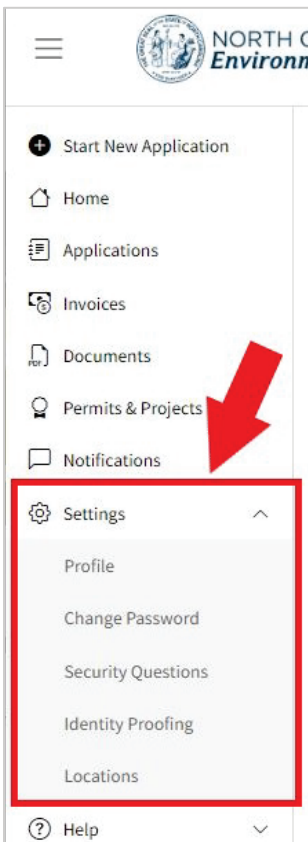 NORTH C
Environm
Start New Application
Home
Applications
Invoices
PDF Documents
Permits & Projects
Notifications
Settings
Profile
Change Password
Security Questions
Identity Proofing
Locations
Help